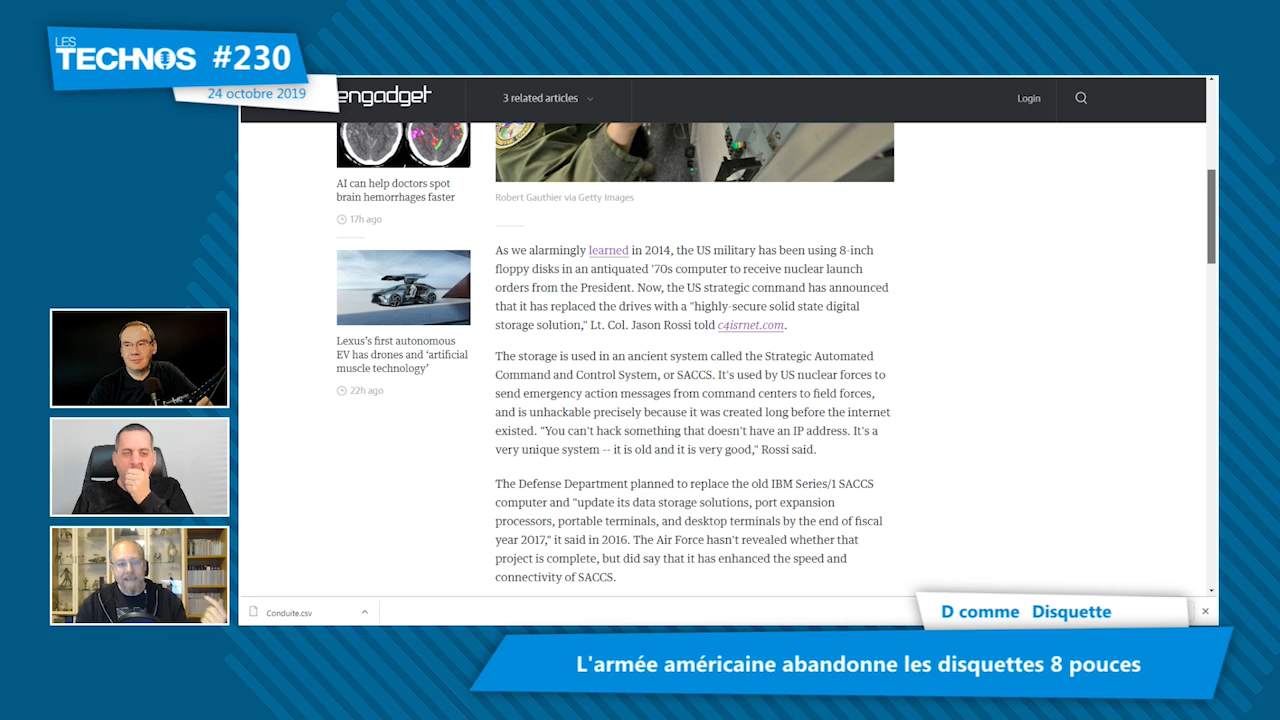 LES
TECHNOS #230
24 octobre 2019
engadget
3 related articles
Login
AI can help doctors spot
brain hemorrhages faster
17h ago
Lexus's first autonomous
EV has drones and ‘artificial
muscle technology’
22h ago
Robert Gauthier via Getty Images
As we alarmingly learned in 2014, the US military has been using 8-inch
floppy disks in an antiquated '70s computer to receive nuclear launch
orders from the President. Now, the US strategic command has announced
that it has replaced the drives with a "highly-secure solid state digital
storage solution," Lt. Col. Jason Rossi told c4isrnet.com.
The storage is used in an ancient system called the Strategic Automated
Command and Control System, or SACCS. It's used by US nuclear forces to
send emergency action messages from command centers to field forces,
and is unhackable precisely because it was created long before the internet
existed. "You can't hack something that doesn't have an IP address. It's a
very unique system -- it is old and it is very good," Rossi said.
The Defense Department planned to replace the old IBM Series/1 SACCS
computer and "update its data storage solutions, port expansion
processors, portable terminals, and desktop terminals by the end of fiscal
year 2017," it said in 2016. The Air Force hasn't revealed whether that
project is complete, but did say that it has enhanced the speed and
connectivity of SACCS.
Conduite.csv
D comme Disquette
L'armée américaine abandonne les disquettes 8 pouces